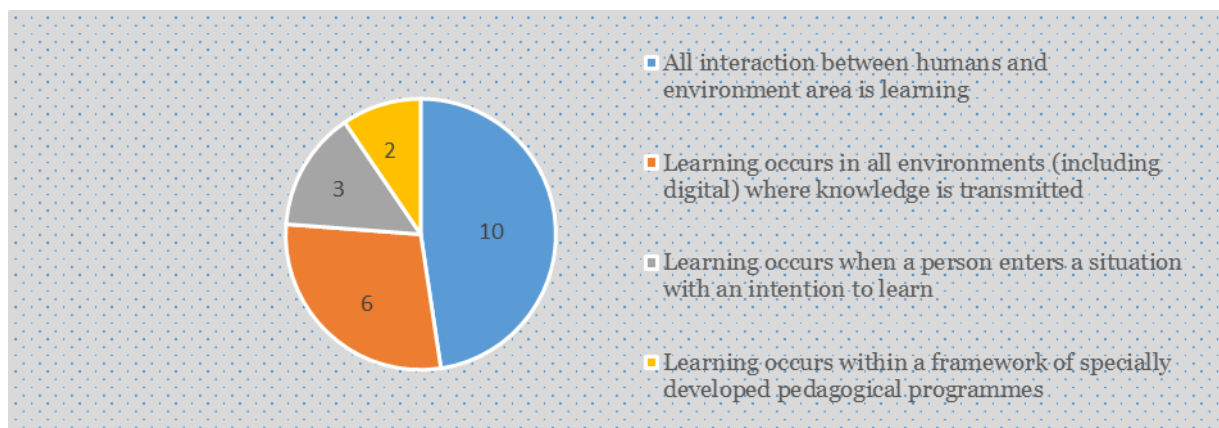 All interaction between humans and
environment area is learning
2
3
10
Learning occurs in all environments (including
digital) where knowledge is transmitted
6
Learning occurs when a person enters a situation
with an intention to learn
Learning occurs within a framework of specially
developed pedagogical programmes